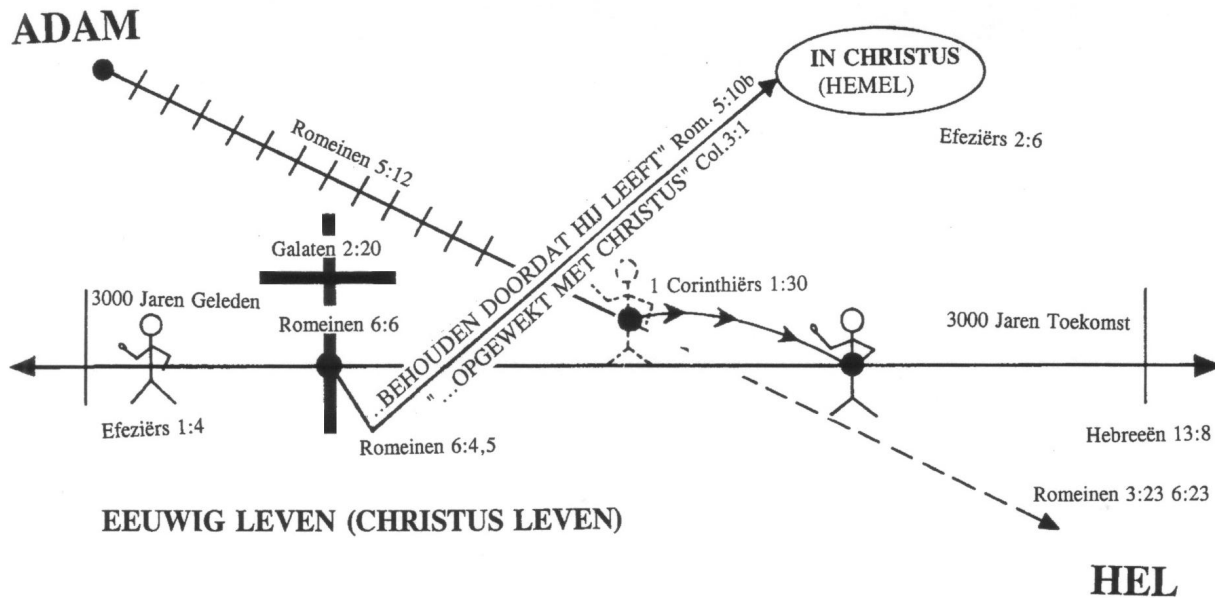 ADAM
IN CHRISTUS
(HEMEL)
Efeziërs 2:6
Romeinen 5:12
...BEHOUDEN DOORDAT HIJ LEEFT" Rom. 5:10b
"...OPGEWEKT MET CHRISTUS" Col.3:1
Galaten 2:20
3000 Jaren Geleden
Romeinen 6:6
1 Corinthiërs 1:30
3000 Jaren Toekomst
Efeziërs 1:4
Romeinen 6:4,5
Hebreeën 13:8
Romeinen 3:23 6:23
EEUWIG LEVEN (CHRISTUS LEVEN)
HEL